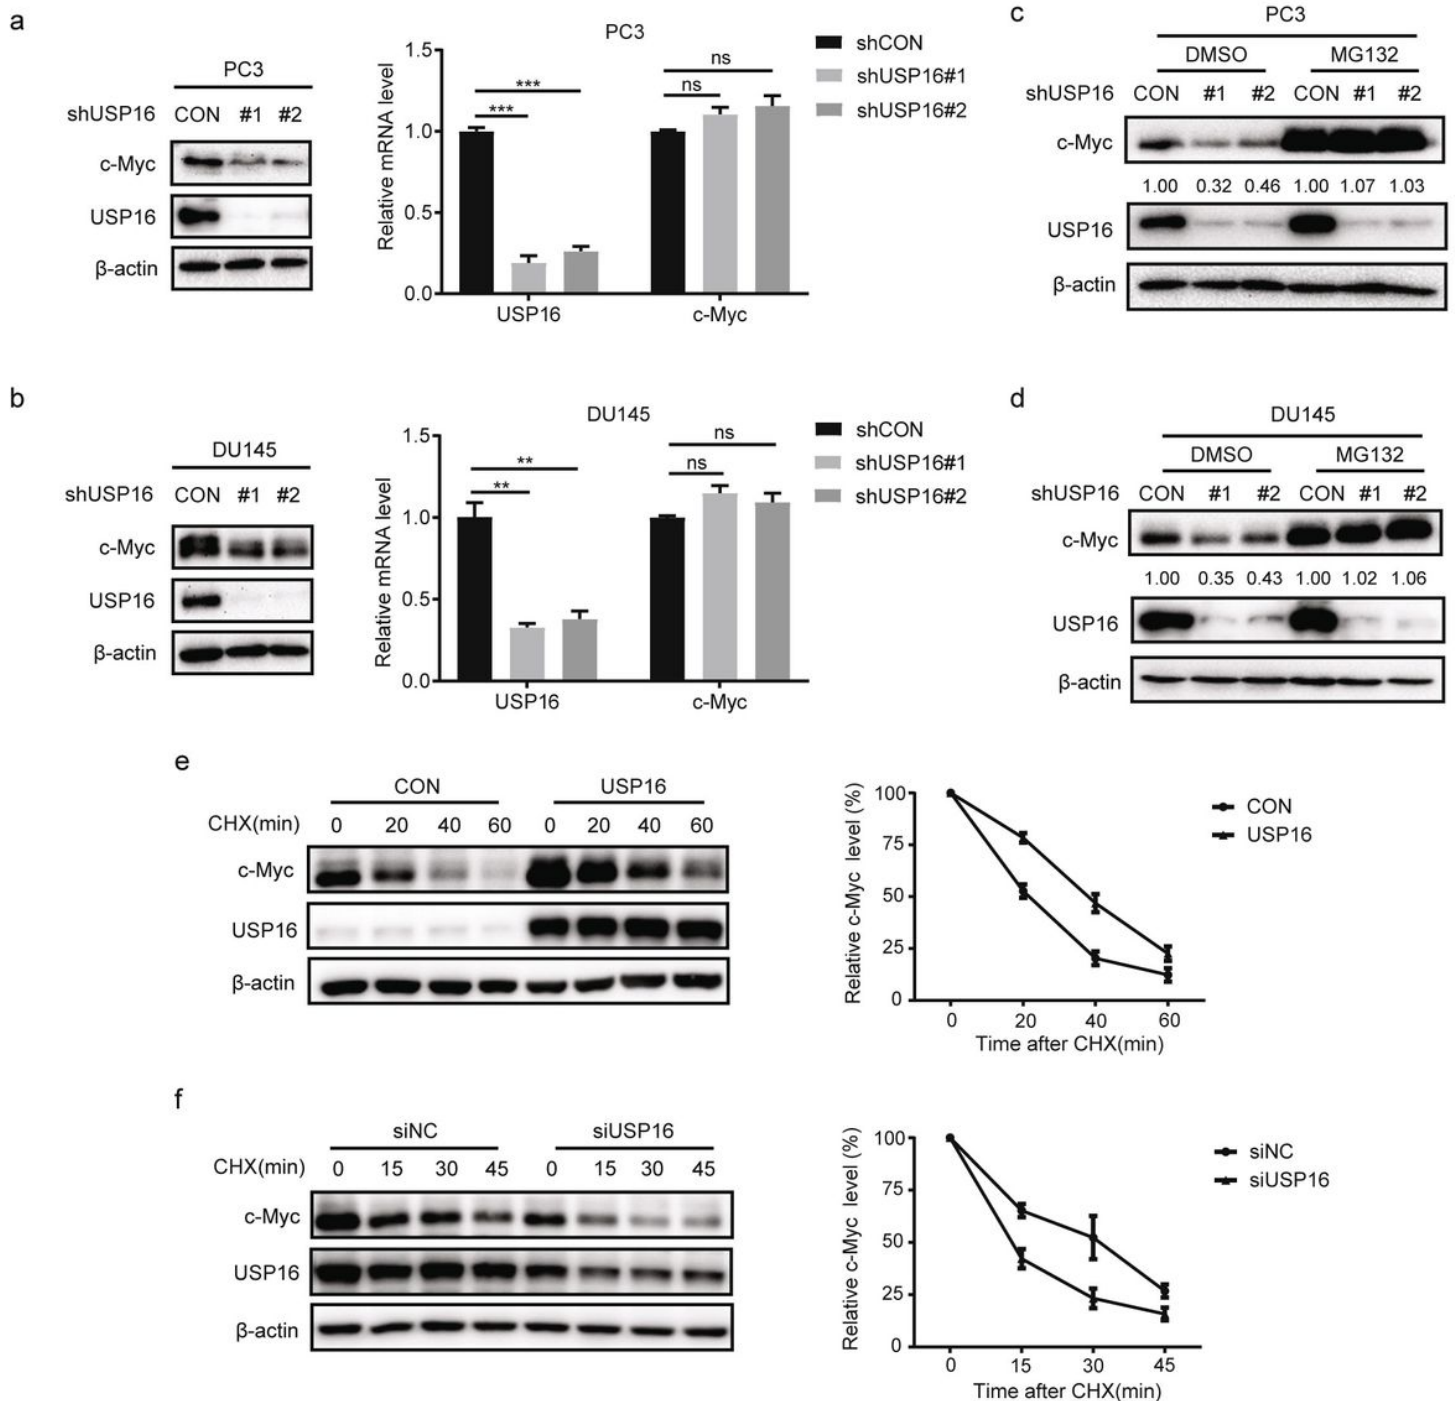 a
PC3
shUSP16 CON #1 #2
c-Myc
USP16
β-actin
PC3
Relative mRNA level
1.5
1.0
0.5
0.0
*** ***
ns ns
USP16 c-Myc
shCON
shUSP16#1
shUSP16#2
c
PC3
DMSO MG132
shUSP16 CON #1 #2 CON #1 #2
c-Myc
1.00 0.32 0.46 1.00 1.07 1.03
USP16
β-actin
b
DU145
shUSP16 CON #1 #2
c-Myc
USP16
β-actin
DU145
Relative mRNA level
1.5
1.0
0.5
0.0
** **
ns ns
USP16 c-Myc
shCON
shUSP16#1
shUSP16#2
d
DU145
DMSO MG132
shUSP16 CON #1 #2 CON #1 #2
c-Myc
1.00 0.35 0.43 1.00 1.02 1.06
USP16
β-actin
e
CON USP16
CHX(min) 0 20 40 60 0 20 40 60
c-Myc
USP16
β-actin
Relative c-Myc level (%)
100
75
50
25
0
0 20 40 60
Time after CHX(min)
CON
USP16
f
siNC siUSP16
CHX(min) 0 15 30 45 0 15 30 45
c-Myc
USP16
β-actin
Relative c-Myc level (%)
100
75
50
25
0
0 15 30 45
Time after CHX(min)
siNC
siUSP16